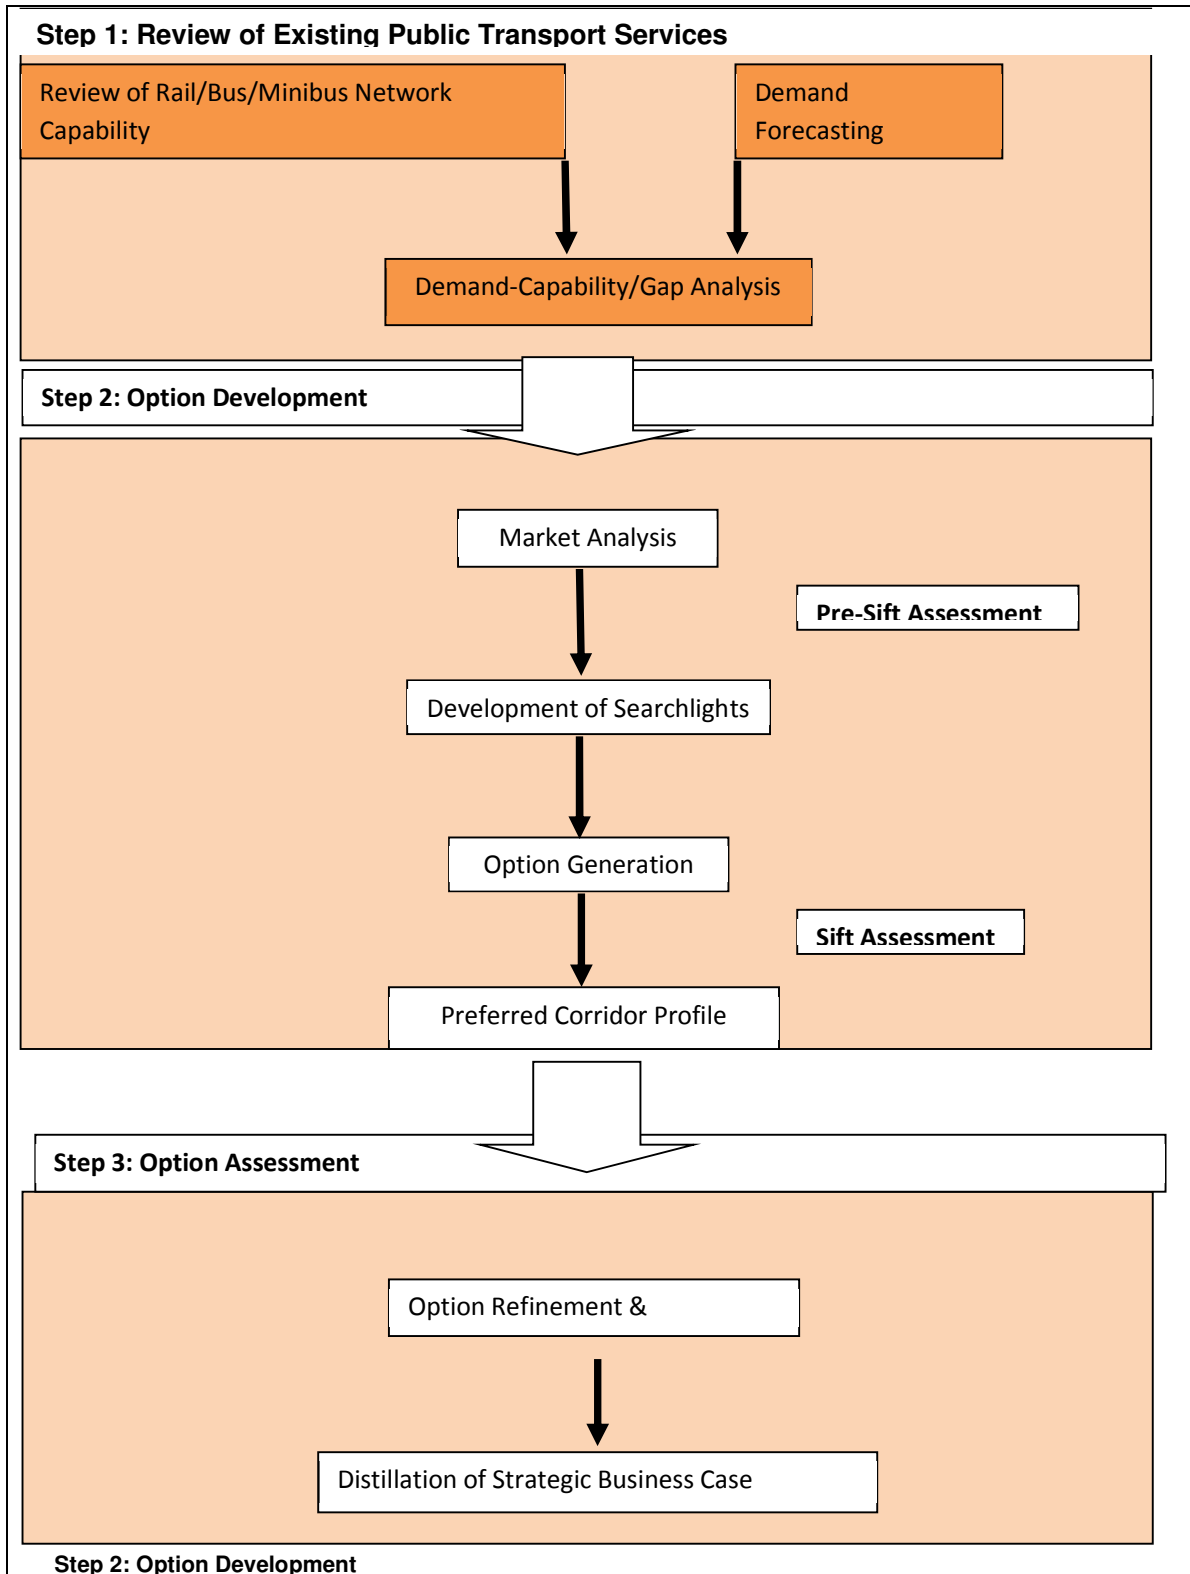 Step 1: Review of Existing Public Transport Services
Review of Rail/Bus/Minibus Network
Capability
Demand
Forecasting
Demand-Capability/Gap Analysis
Step 2: Option Development
Market Analysis
Pre-Sift Assessment
Development of Searchlights
Option Generation
Sift Assessment
Preferred Corridor Profile
Step 3: Option Assessment
Option Refinement &
Distillation of Strategic Business Case
Step 2: Option Development